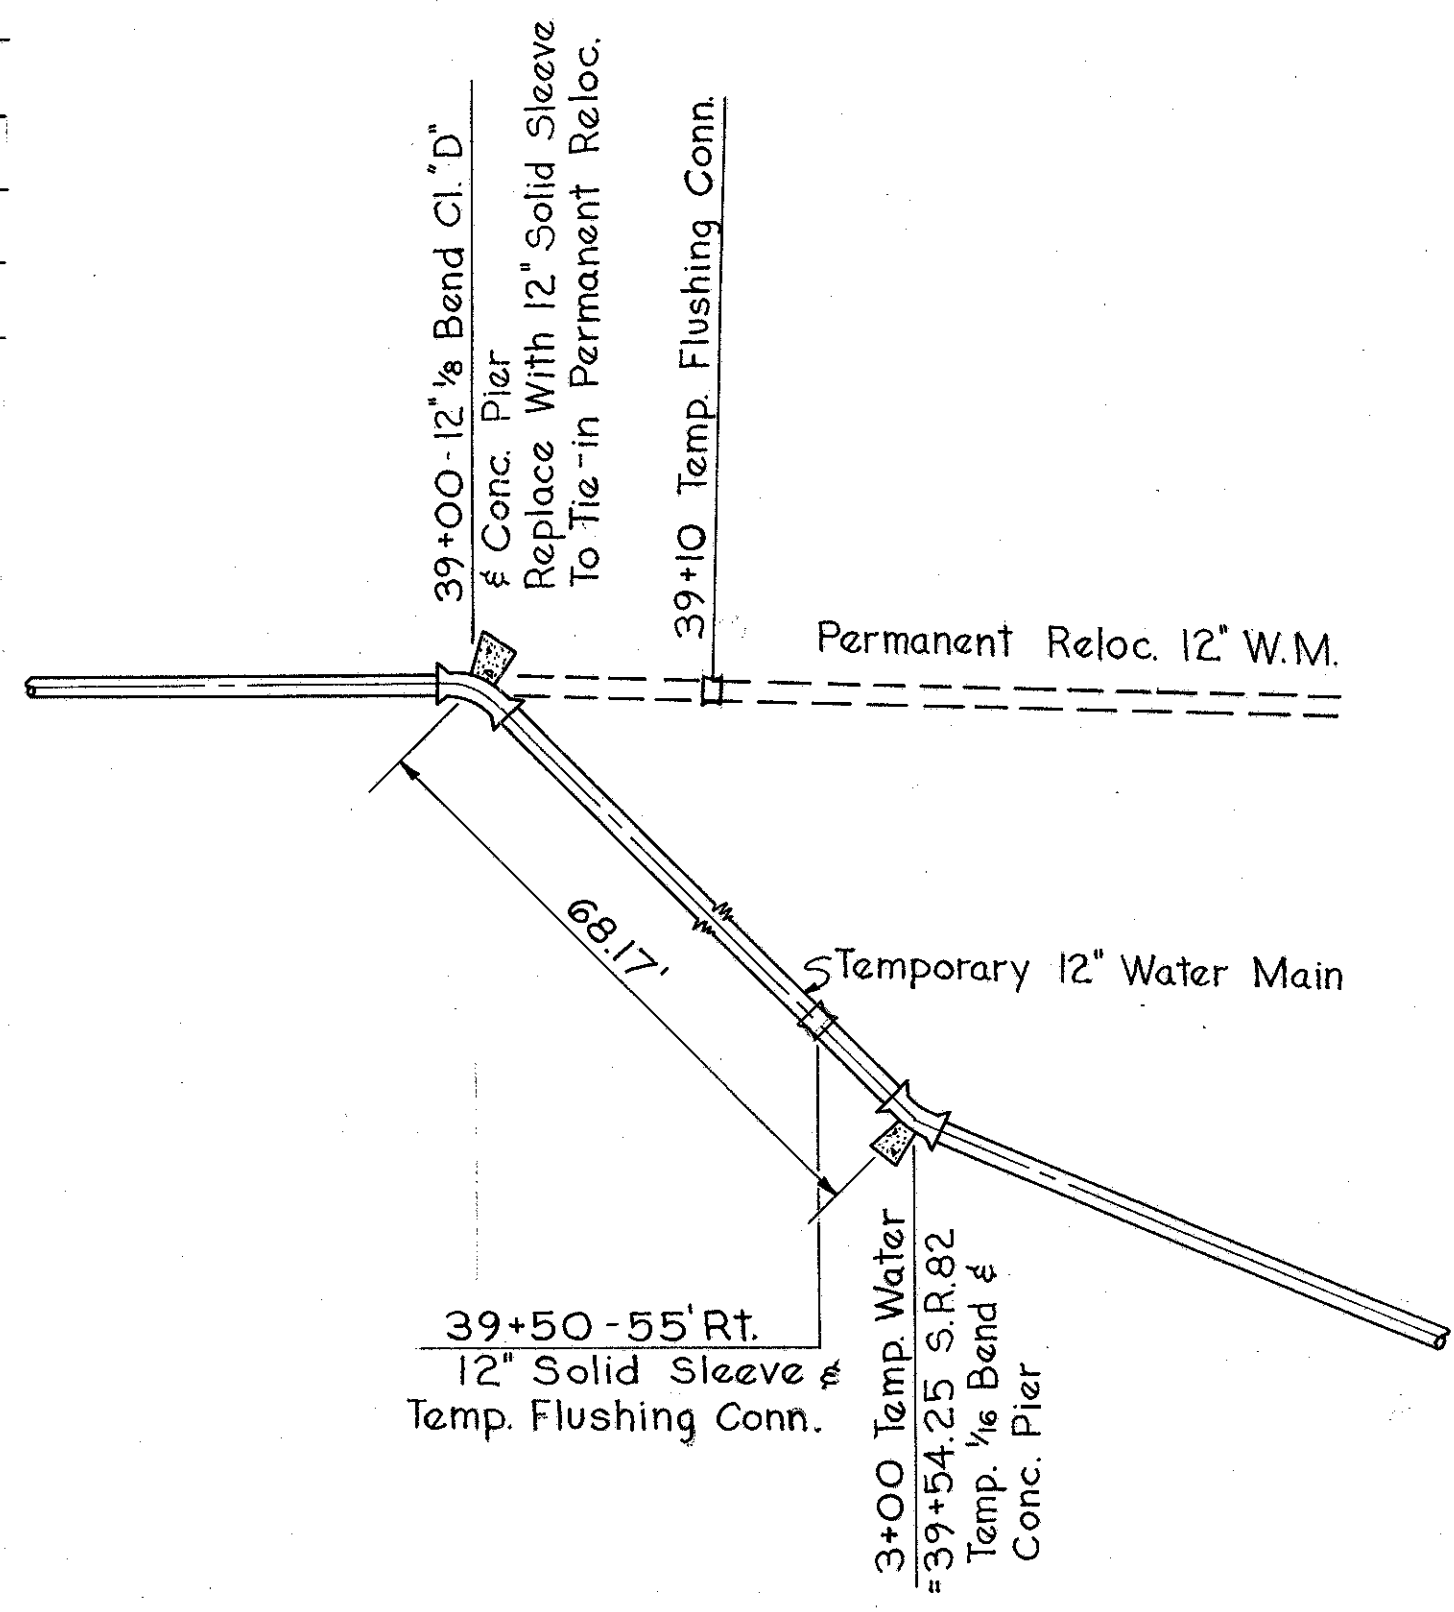 39+00-12" 1/8 Bend Cl. "D"
& Conc. Pier
Replace With 12" Solid Sleeve
To Tie-in Permanent Reloc.
39+10 Temp. Flushing Conn.
Permanent Reloc. 12" W.M.
68.17'
Temporary 12" Water Main
39+50-55' Rt.
12" Solid Sleeve &
Temp. Flushing Conn.
3+00 Temp. Water
=39+54.25 S.R.82
Temp. 1/16 Bend &
Conc. Pier